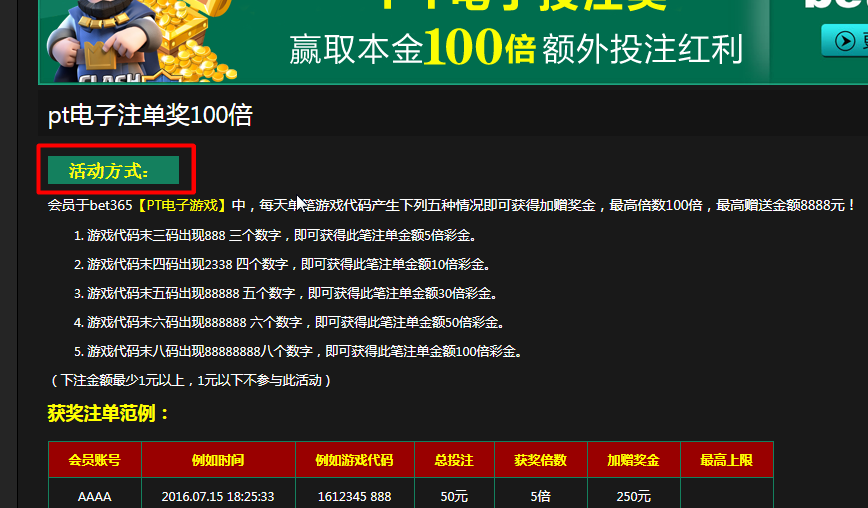 赢取本金100倍 额外投注红利
CLASH
pt电子注单奖100倍
活动方式：
会员于bet365【PT电子游戏】中，每天单笔游戏代码产生下列五种情况即可获得加赠奖金，最高倍数100倍，最高赠送金额8888元！
1. 游戏代码末三码出现888 三个数字，即可获得此笔注单金额5倍彩金。
2. 游戏代码末四码出现2338 四个数字，即可获得此笔注单金额10倍彩金。
3. 游戏代码末五码出现88888 五个数字，即可获得此笔注单金额30倍彩金。
4. 游戏代码末六码出现888888 六个数字，即可获得此笔注单金额50倍彩金。
5. 游戏代码末八码出现88888888八个数字，即可获得此笔注单金额100倍彩金。
（下注金额最少1元以上，1元以下不参与此活动）
获奖注单范例：
会员账号 例如时间 例如游戏代码 总投注 获奖倍数 加赠奖金 最高上限
AAAA 2016.07.15 18:25:33 1612345 888 50元 5倍 250元